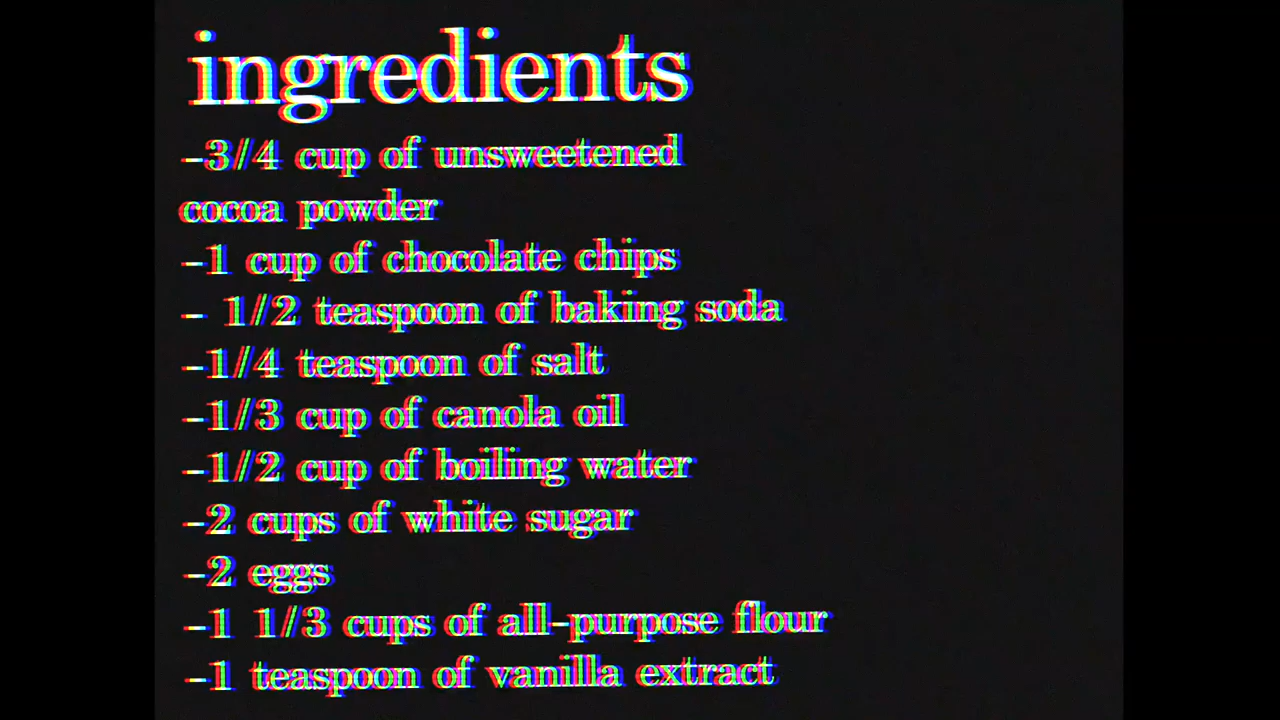 ingredients
-3/4 cup of unsweetened
cocoa powder
-1 cup of chocolate chips
- 1/2 teaspoon of baking soda
-1/4 teaspoon of salt
-1/3 cup of canola oil
-1/2 cup of boiling water
-2 cups of white sugar
-2 eggs
-1 1/3 cups of all-purpose flour
-1 teaspoon of vanilla extract